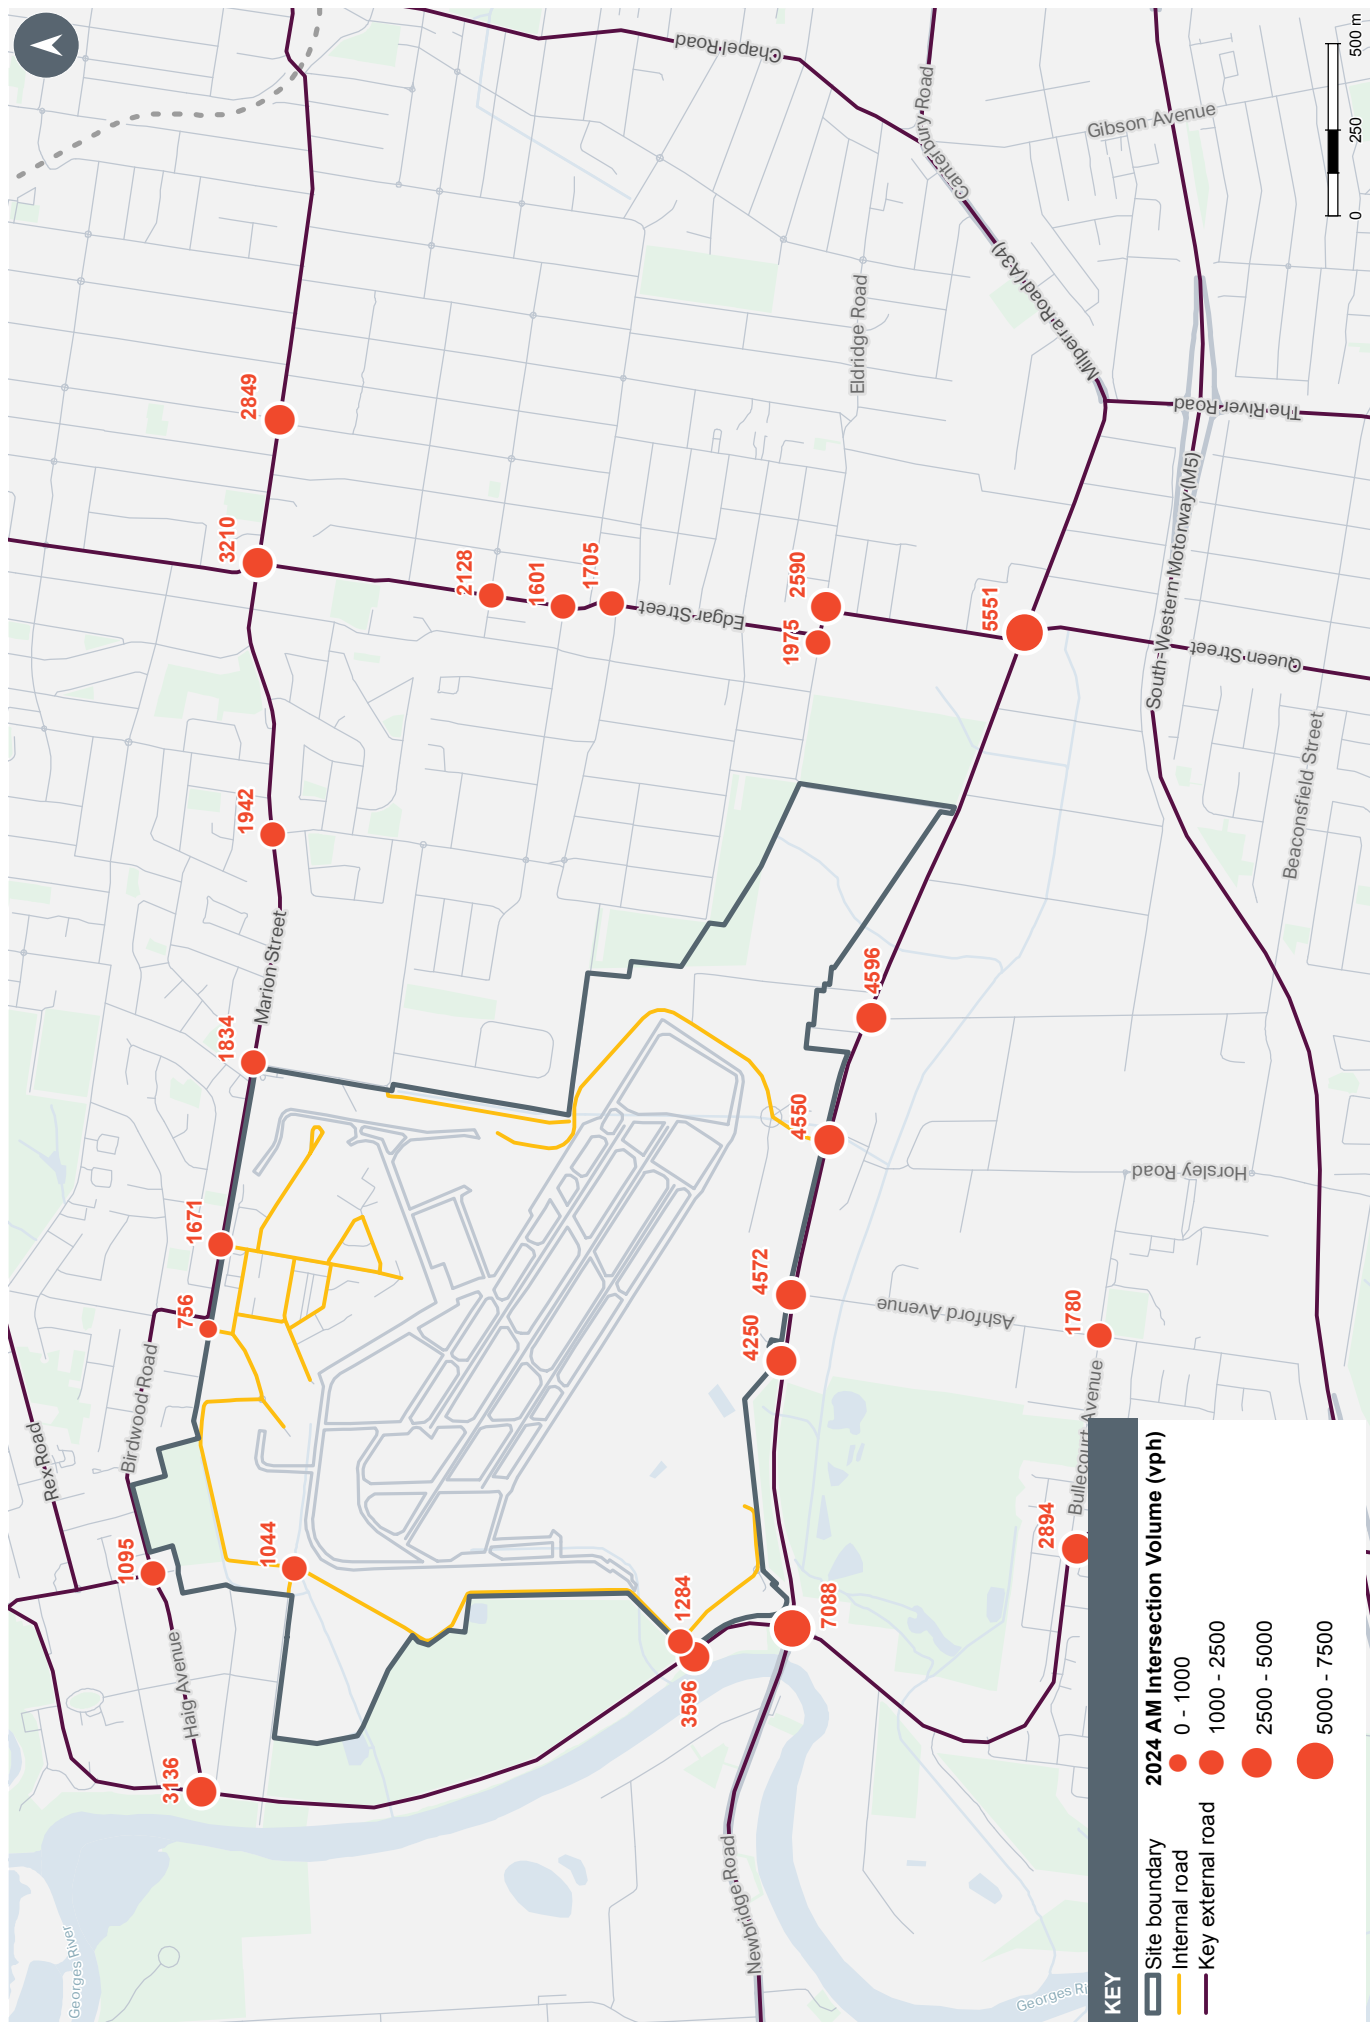 Chapel Road
Canterbury Road
Gibson Avenue
Milperra Road (A34)
Eldridge Road
The River Road
South-Western Motorway (M5)
Queen Street
Beaconsfield Street
Edgar Street
Marion Street
Horsley Road
Ashford Avenue
Bullecourt Avenue
Birdwood Road
Rex Road
Haig Avenue
Newbridge Road
Georges River
2849
3210
2128
1601
1705
2590
1975
5551
1942
1834
4596
4550
1671
756
4572
4250
1780
1095
1044
2894
1284
3596
7088
3136
0
250
500 m
KEY
Site boundary
Internal road
Key external road
2024 AM Intersection Volume (vph)
0 - 1000
1000 - 2500
2500 - 5000
5000 - 7500